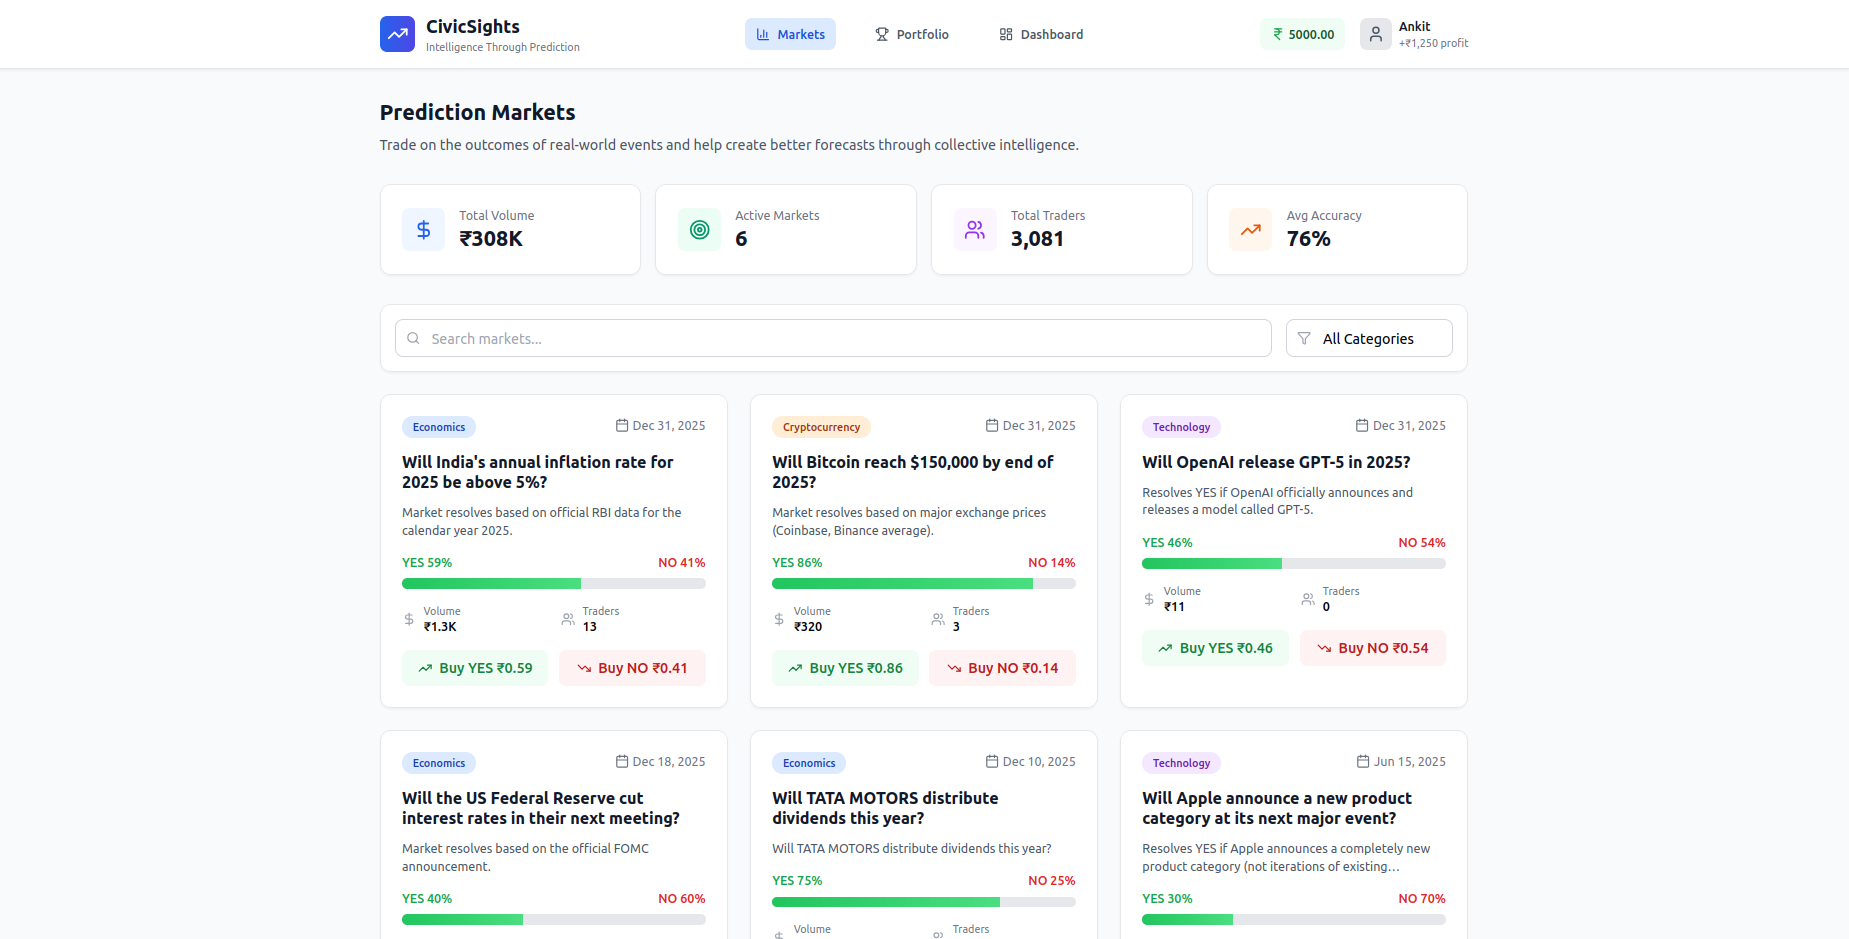 CivicSights
Intelligence Through Prediction
Markets
Portfolio
Dashboard
₹ 5000.00
Ankit
+₹1,250 profit
Prediction Markets
Trade on the outcomes of real-world events and help create better forecasts through collective intelligence.
Total Volume
₹308K
Active Markets
6
Total Traders
3,081
Avg Accuracy
76%
Search markets...
All Categories
Economics
Dec 31, 2025
Will India's annual inflation rate for
2025 be above 5%?
Market resolves based on official RBI data for the
calendar year 2025.
YES 59%
NO 41%
Volume
₹1.3K
Traders
13
Buy YES ₹0.59
Buy NO ₹0.41
Cryptocurrency
Dec 31, 2025
Will Bitcoin reach $150,000 by end of
2025?
Market resolves based on major exchange prices
(Coinbase, Binance average).
YES 86%
NO 14%
Volume
₹320
Traders
3
Buy YES ₹0.86
Buy NO ₹0.14
Technology
Dec 31, 2025
Will OpenAI release GPT-5 in 2025?
Resolves YES if OpenAI officially announces and
releases a model called GPT-5.
YES 46%
NO 54%
Volume
₹11
Traders
0
Buy YES ₹0.46
Buy NO ₹0.54
Economics
Dec 18, 2025
Will the US Federal Reserve cut
interest rates in their next meeting?
Market resolves based on the official FOMC
announcement.
YES 40%
NO 60%
Economics
Dec 10, 2025
Will TATA MOTORS distribute
dividends this year?
Will TATA MOTORS distribute dividends this year?
YES 75%
NO 25%
Volume
Traders
Technology
Jun 15, 2025
Will Apple announce a new product
category at its next major event?
Resolves YES if Apple announces a completely new
product category (not iterations of existing...
YES 30%
NO 70%